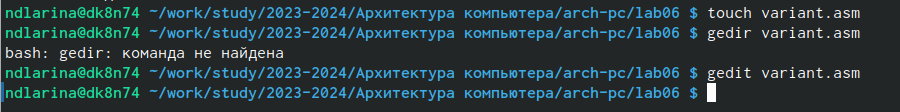 ndlarina@dk8n74 ~/work/study/2023-2024/Архитектура компьютера/arch-pc/lab06 $ touch variant.asm
ndlarina@dk8n74 ~/work/study/2023-2024/Архитектура компьютера/arch-pc/lab06 $ gedir variant.asm
bash: gedir: команда не найдена
ndlarina@dk8n74 ~/work/study/2023-2024/Архитектура компьютера/arch-pc/lab06 $ gedit variant.asm
ndlarina@dk8n74 ~/work/study/2023-2024/Архитектура компьютера/arch-pc/lab06 $